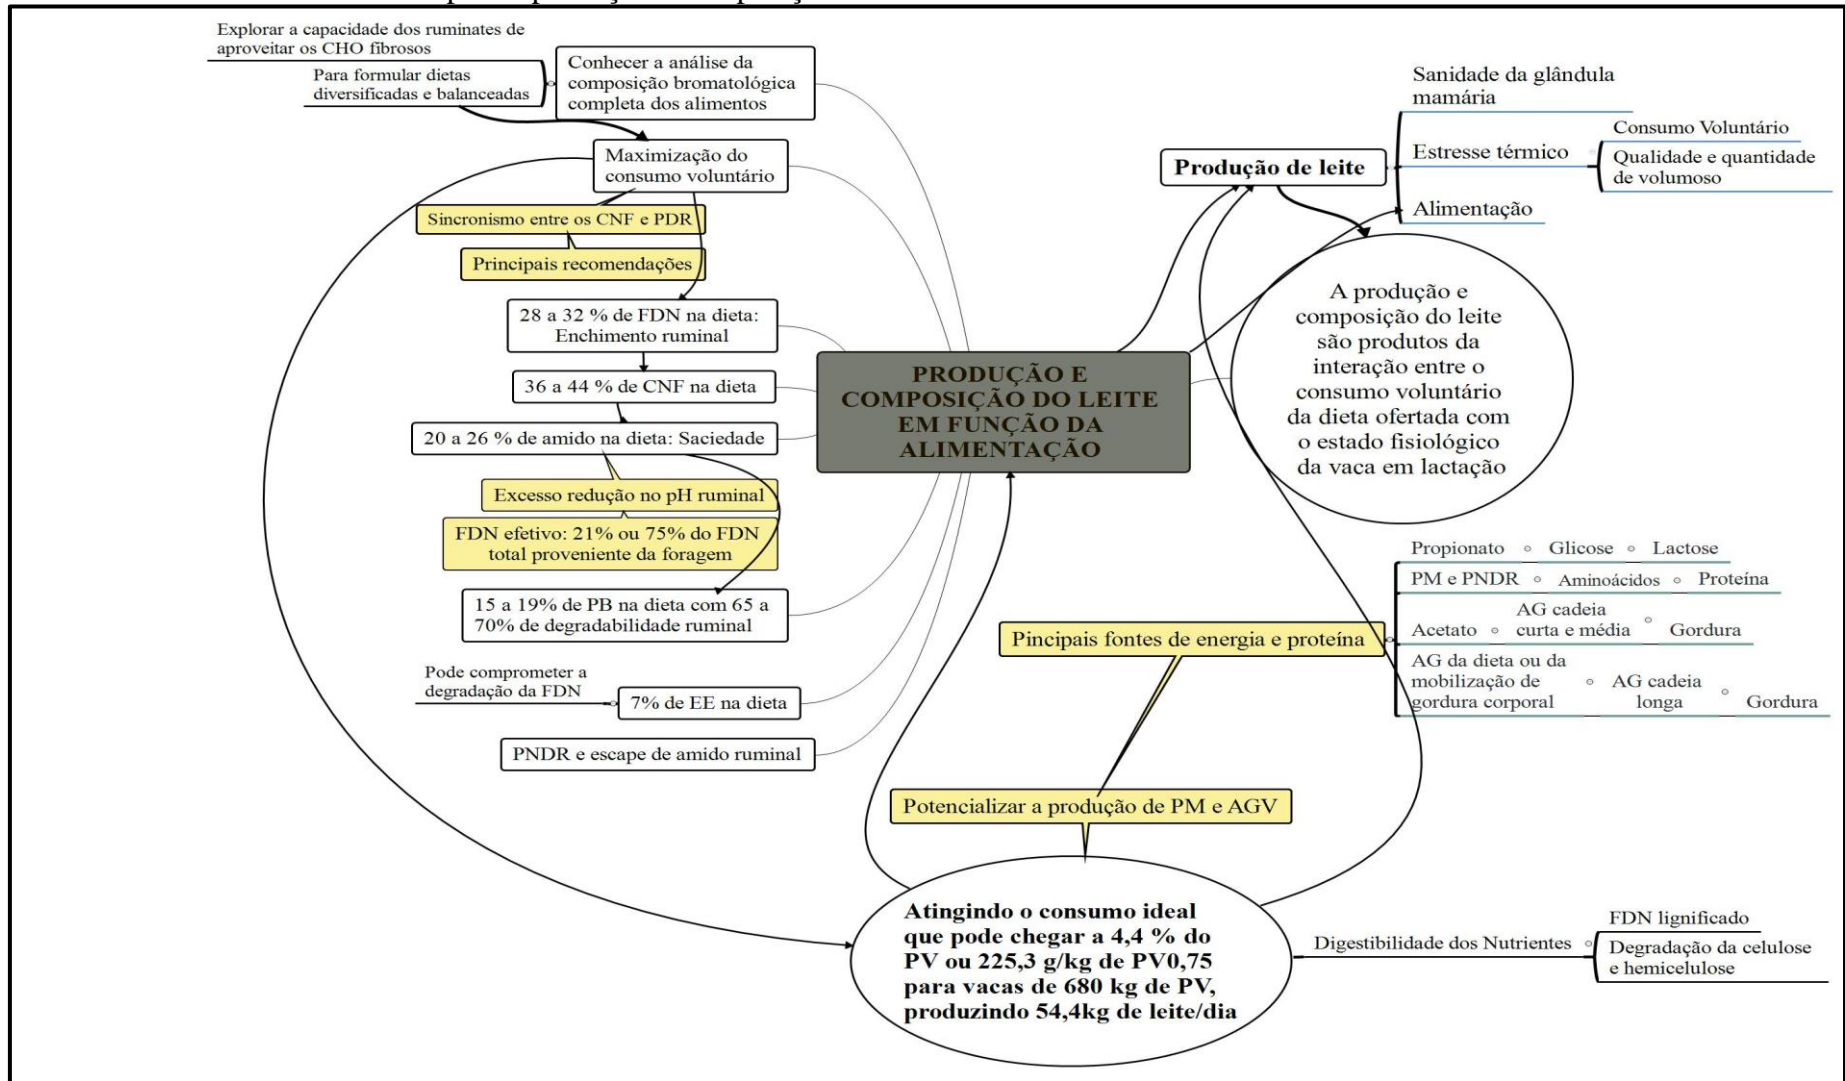 Explorar a capacidade dos ruminates de
aproveitar os CHO fibrosos
Para formular dietas
diversificadas e balanceadas
Conhecer a análise da
composição bromatológica
completa dos alimentos
Maximização do
consumo voluntário
Sincronismo entre os CNF e PDR
Principais recomendações
28 a 32 % de FDN na dieta:
Enchimento ruminal
36 a 44 % de CNF na dieta
20 a 26 % de amido na dieta: Saciedade
Excesso redução no pH ruminal
FDN efetivo: 21% ou 75% do FDN
total proveniente da foragem
15 a 19% de PB na dieta com 65 a
70% de degradabilidade ruminal
Pode comprometer a
degradação da FDN
7% de EE na dieta
PNDR e escape de amido ruminal
PRODUÇÃO E
COMPOSIÇÃO DO LEITE
EM FUNÇÃO DA
ALIMENTAÇÃO
Produção de leite
Sanidade da glândula
mamária
Estresse térmico
Consumo Voluntário
Qualidade e quantidade
de volumoso
Alimentação
A produção e
composição do leite
são produtos da
interação entre o
consumo voluntário
da dieta ofertada com
o estado fisiológico
da vaca em lactação
Pincipais fontes de energia e proteína
Propionato Glicose Lactose
PM e PNDR Aminoácidos Proteína
Acetato
AG cadeia
curta e média
Gordura
AG da dieta ou da
mobilização de
gordura corporal
AG cadeia
longa
Gordura
Potencializar a produção de PM e AGV
Atingindo o consumo ideal
que pode chegar a 4,4 % do
PV ou 225,3 g/kg de PV0,75
para vacas de 680 kg de PV,
produzindo 54,4kg de leite/dia
Digestibilidade dos Nutrientes
FDN lignificado
Degradação da celulose
e hemicelulose